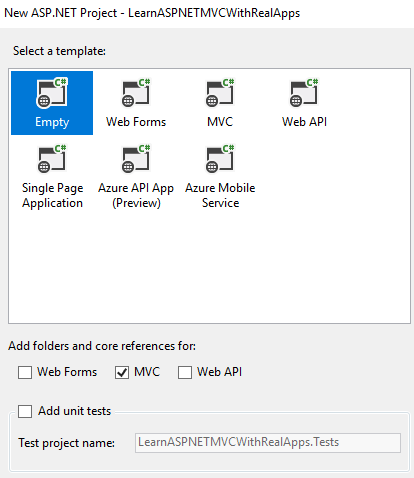 New ASP.NET Project - LearnASPNETMVCWithRealApps
Select a template:
C# C# C# C#
Empty Web Forms MVC Web API
C# C# C#
Single Page Azure API App Azure Mobile
Application (Preview) Service
Add folders and core references for:
Web Forms MVC Web API
Add unit tests
Test project name: LearnASPNETMVCWithRealApps.Tests